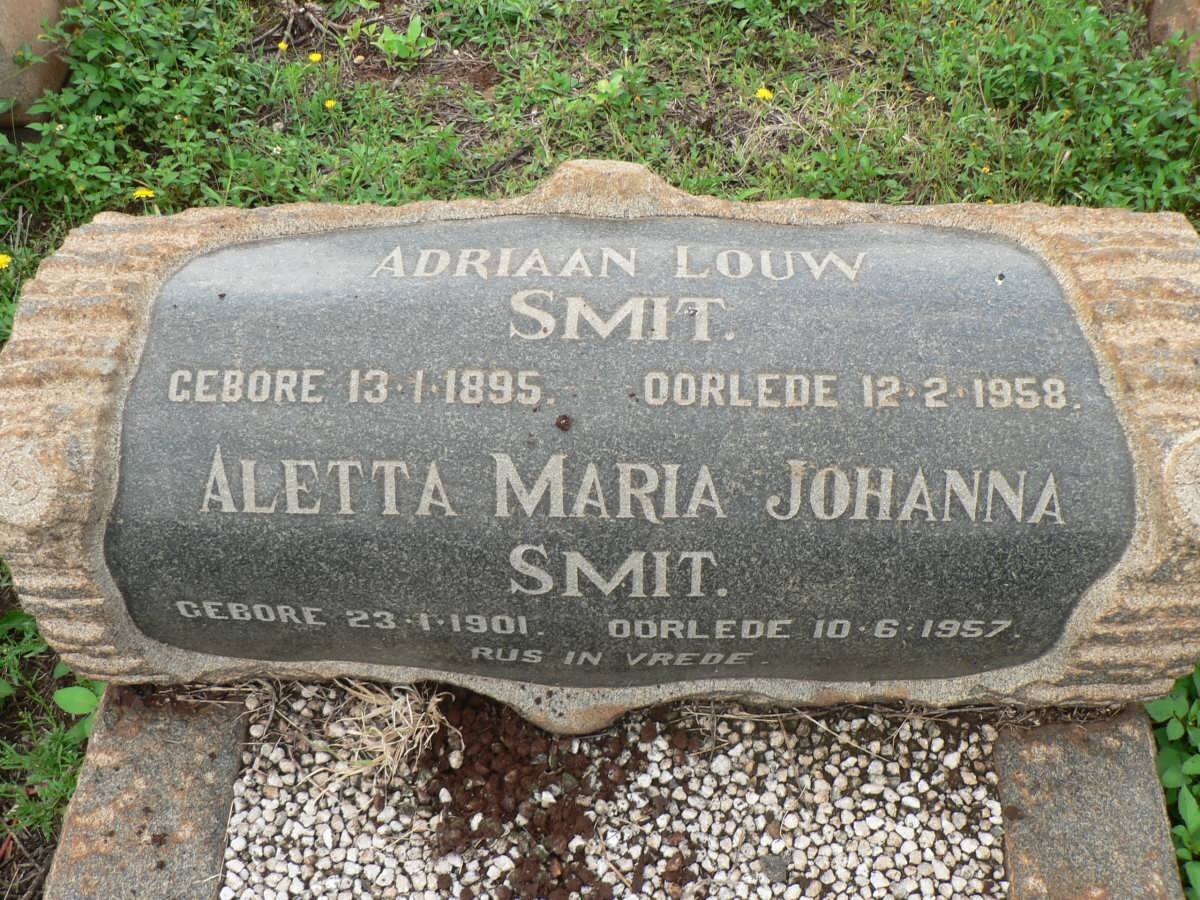 ADRIAAN LOUW
SMIT.
GEBORE 13·1·1895. OORLEDE 12·2·1958.
ALETTA MARIA JOHANNA
SMIT.
GEBORE 23·1·1901. OORLEDE 10·6·1957.
RUS IN VREDE.